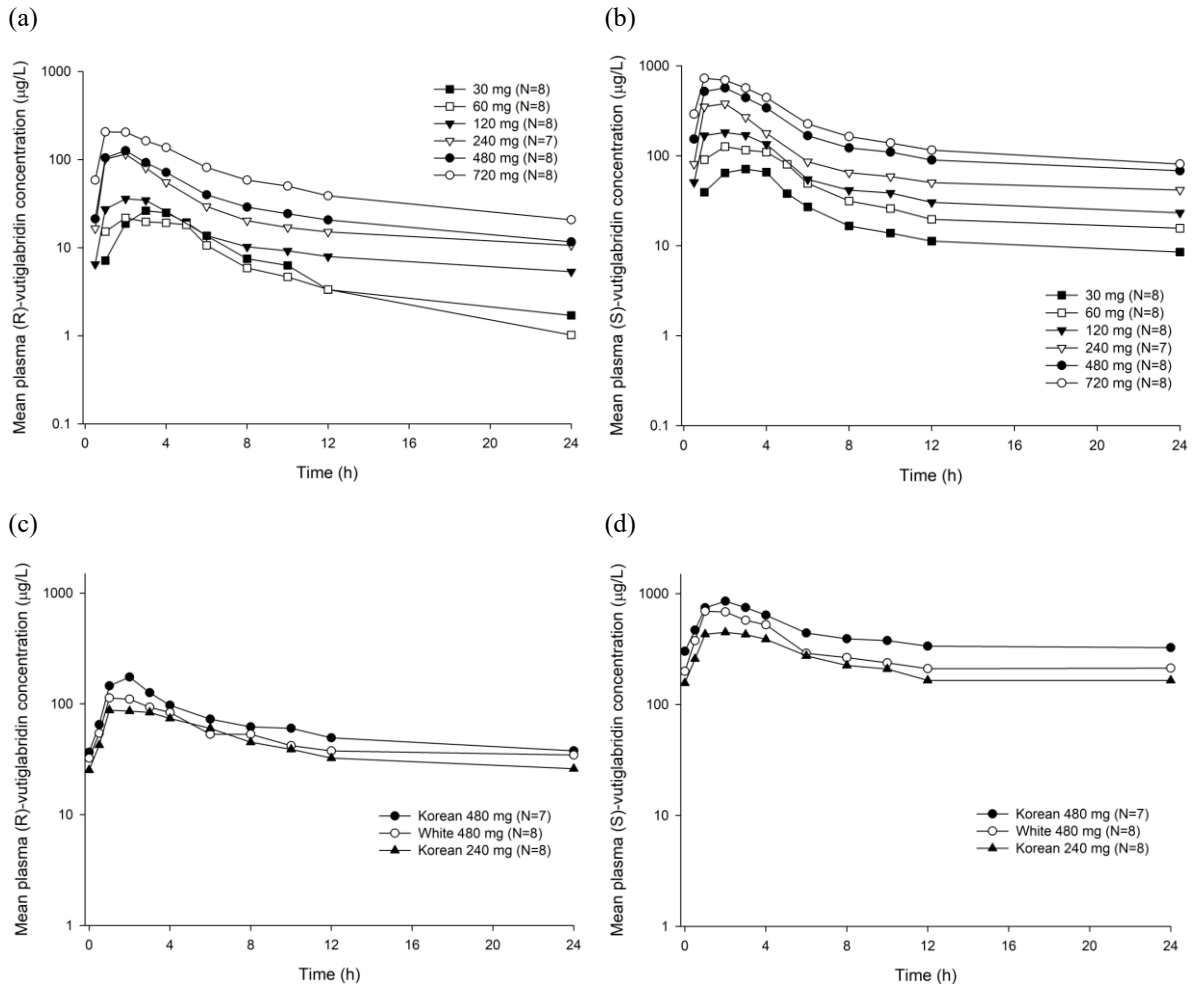 (a)
Mean plasma (R)-vutiglabridin concentration (µg/L)
1000
100
10
1
0.1
0 4 8 12 16 20 24
Time (h)
30 mg (N=8)
60 mg (N=8)
120 mg (N=8)
240 mg (N=7)
480 mg (N=8)
720 mg (N=8)
(b)
Mean plasma (S)-vutiglabridin concentration (µg/L)
1000
100
10
1
0.1
0 4 8 12 16 20 24
Time (h)
30 mg (N=8)
60 mg (N=8)
120 mg (N=8)
240 mg (N=7)
480 mg (N=8)
720 mg (N=8)
(c)
Mean plasma (R)-vutiglabridin concentration (µg/L)
1000
100
10
1
0 4 8 12 16 20 24
Time (h)
Korean 480 mg (N=7)
White 480 mg (N=8)
Korean 240 mg (N=8)
(d)
Mean plasma (S)-vutiglabridin concentration (µg/L)
1000
100
10
1
0 4 8 12 16 20 24
Time (h)
Korean 480 mg (N=7)
White 480 mg (N=8)
Korean 240 mg (N=8)